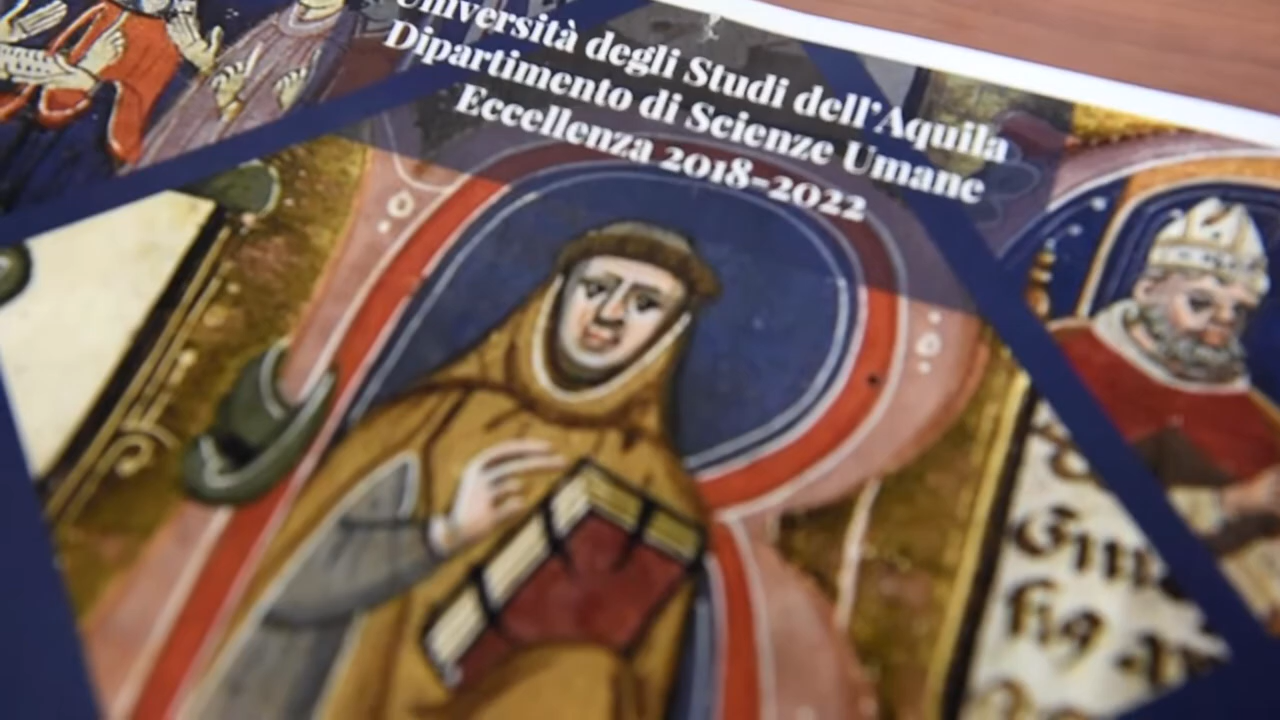 Università degli Studi dell'Aquila
Dipartimento di Scienze Umane
Eccellenza 2018-2022